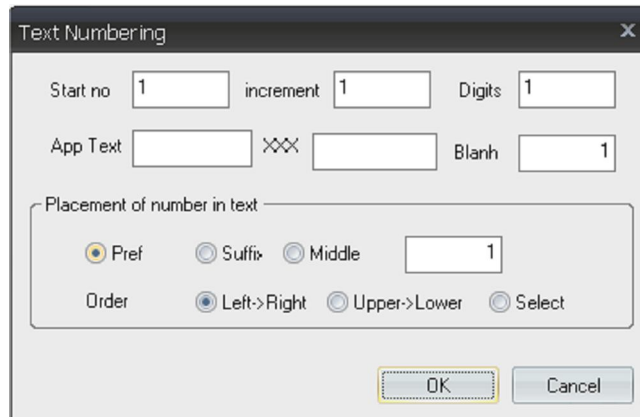 Text Numbering x
Start no 1 increment 1 Digits 1
App Text XXX Blanh 1
Placement of number in text
Pref Suffix Middle 1
Order Left->Right Upper->Lower Select
OK Cancel